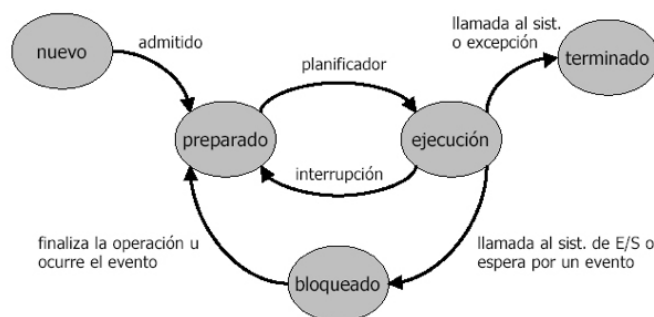 nuevo
admitido
llamada al sist.
o excepción
terminado
planificador
preparado
ejecución
interrupción
finaliza la operación u
ocurre el evento
llamada al sist. de E/S o
espera por un evento
bloqueado